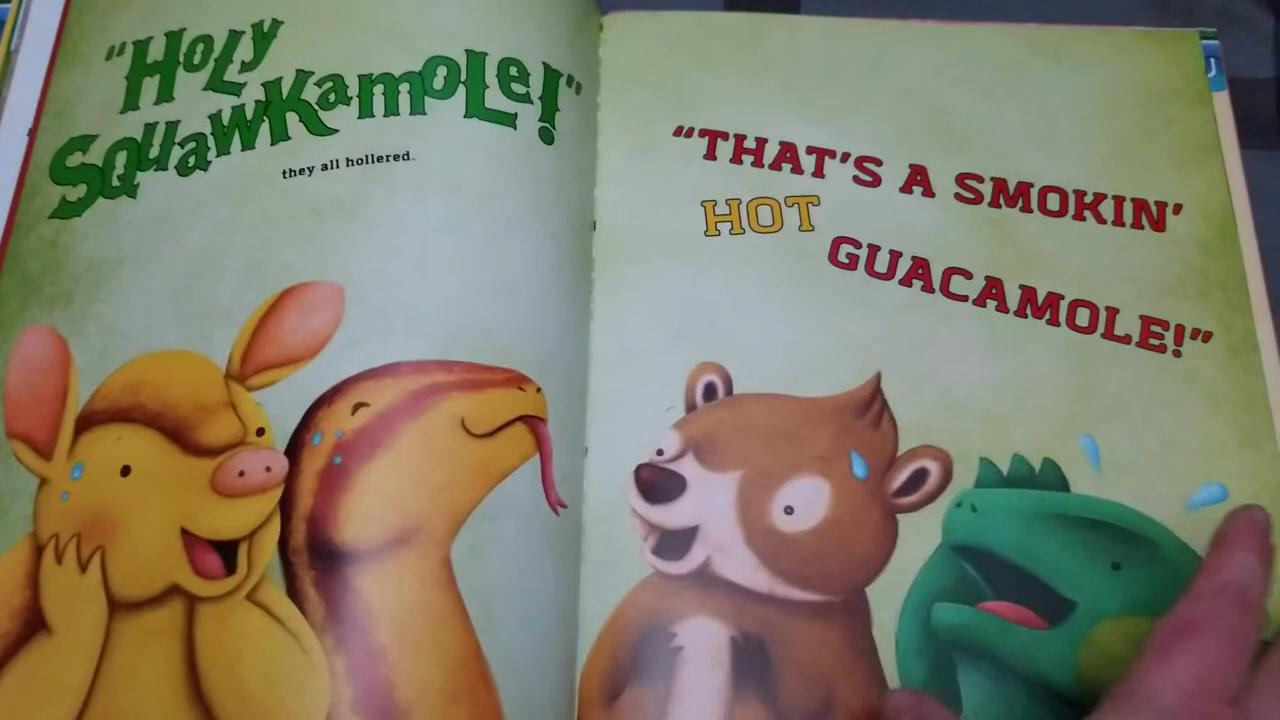 "Holy
Squawkamole!"
they all hollered.
"THAT'S A SMOKIN'
HOT
GUACAMOLE!"